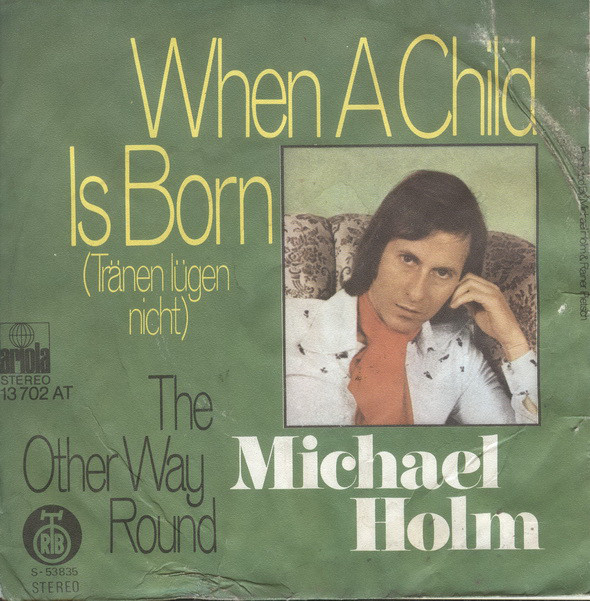 When A Child
Is Born
(Tränen lügen
nicht)
ariola
STEREO
13 702 AT
The
Other Way
Round
Michael
Holm
RTB
S-53835
STEREO